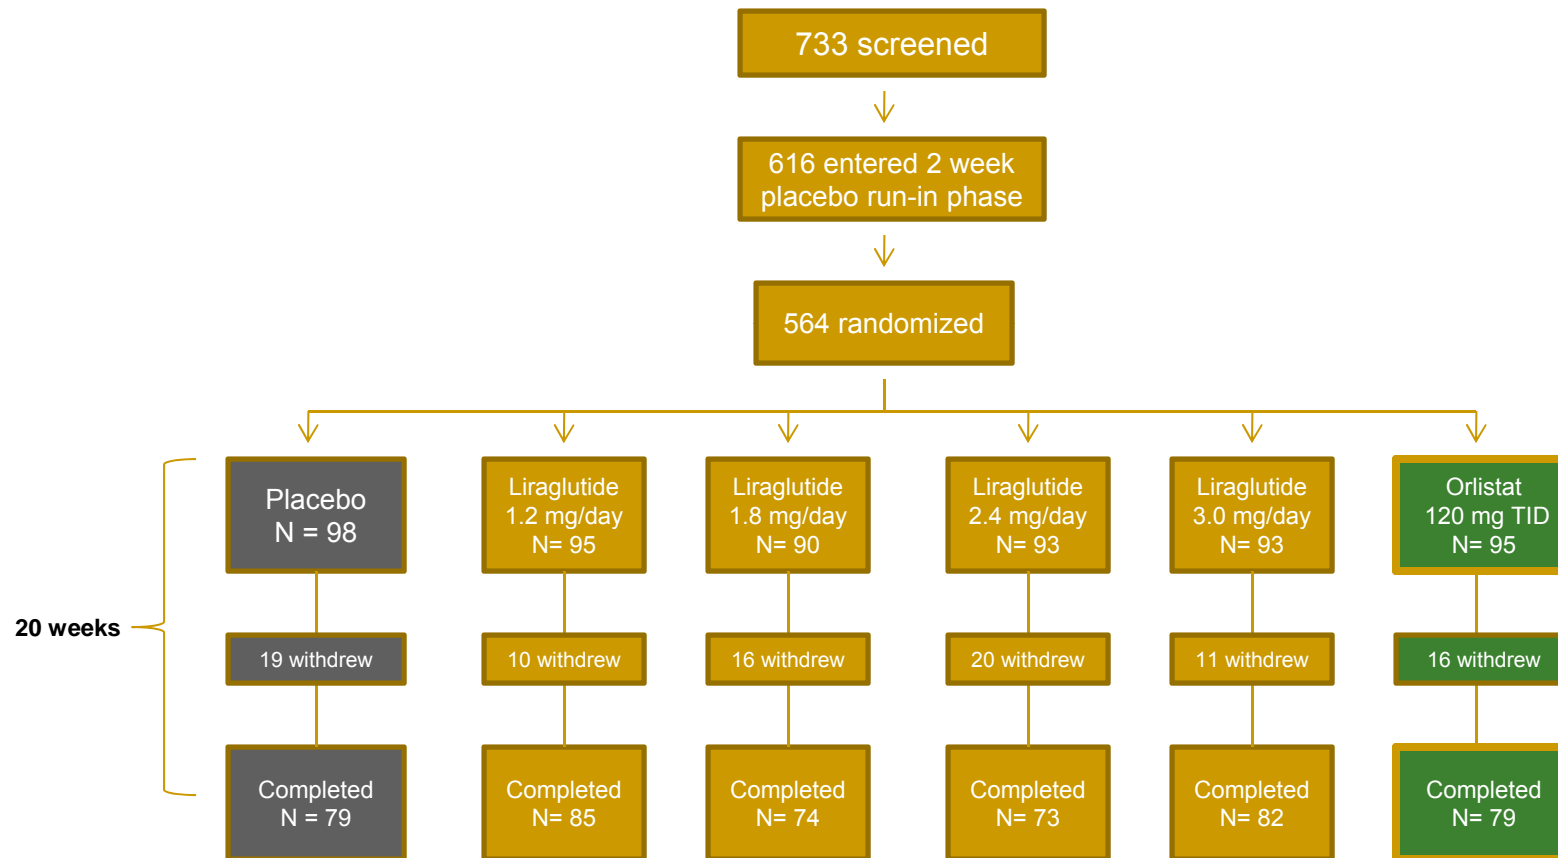 733 screened
616 entered 2 week
placebo run-in phase
564 randomized
Placebo
N = 98
Liraglutide
1.2 mg/day
N= 95
Liraglutide
1.8 mg/day
N= 90
Liraglutide
2.4 mg/day
N= 93
Liraglutide
3.0 mg/day
N= 93
Orlistat
120 mg TID
N= 95
20 weeks
19 withdrew
10 withdrew
16 withdrew
20 withdrew
11 withdrew
16 withdrew
Completed
N = 79
Completed
N= 85
Completed
N= 74
Completed
N= 73
Completed
N= 82
Completed
N= 79